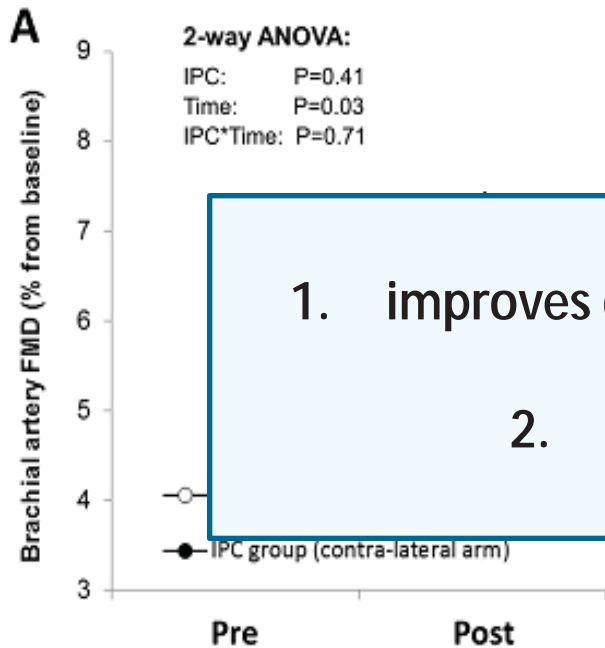 A
2-way ANOVA:
IPC: P=0.41
Time: P=0.03
IPC*Time: P=0.71
Brachial artery FMD (% from baseline)
9
8
7
6
5
4
3
1. improves
2.
IPC group (contra-lateral arm)
Pre Post